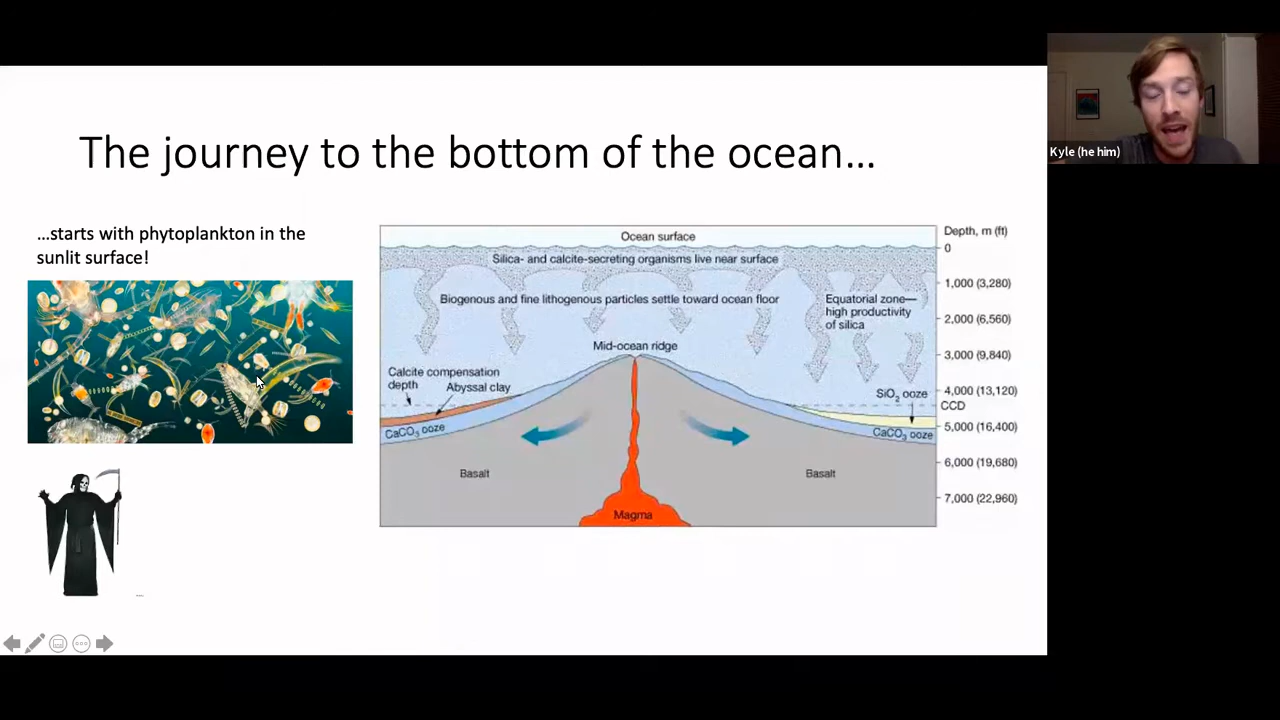 The journey to the bottom of the ocean...
Kyle (he him)
...starts with phytoplankton in the
sunlit surface!
Ocean surface
Silica- and calcite-secreting organisms live near surface
Biogenous and fine lithogenous particles settle toward ocean floor
Equatorial zone—
high productivity
of silica
Mid-ocean ridge
Calcite compensation
depth
Abyssal clay
CaCO₃ ooze
SiO₂ ooze
CaCO₃ ooze
Basalt
Basalt
Magma
Depth, m (ft)
0
1,000 (3,280)
2,000 (6,560)
3,000 (9,840)
4,000 (13,120)
CCD
5,000 (16,400)
6,000 (19,680)
7,000 (22,960)